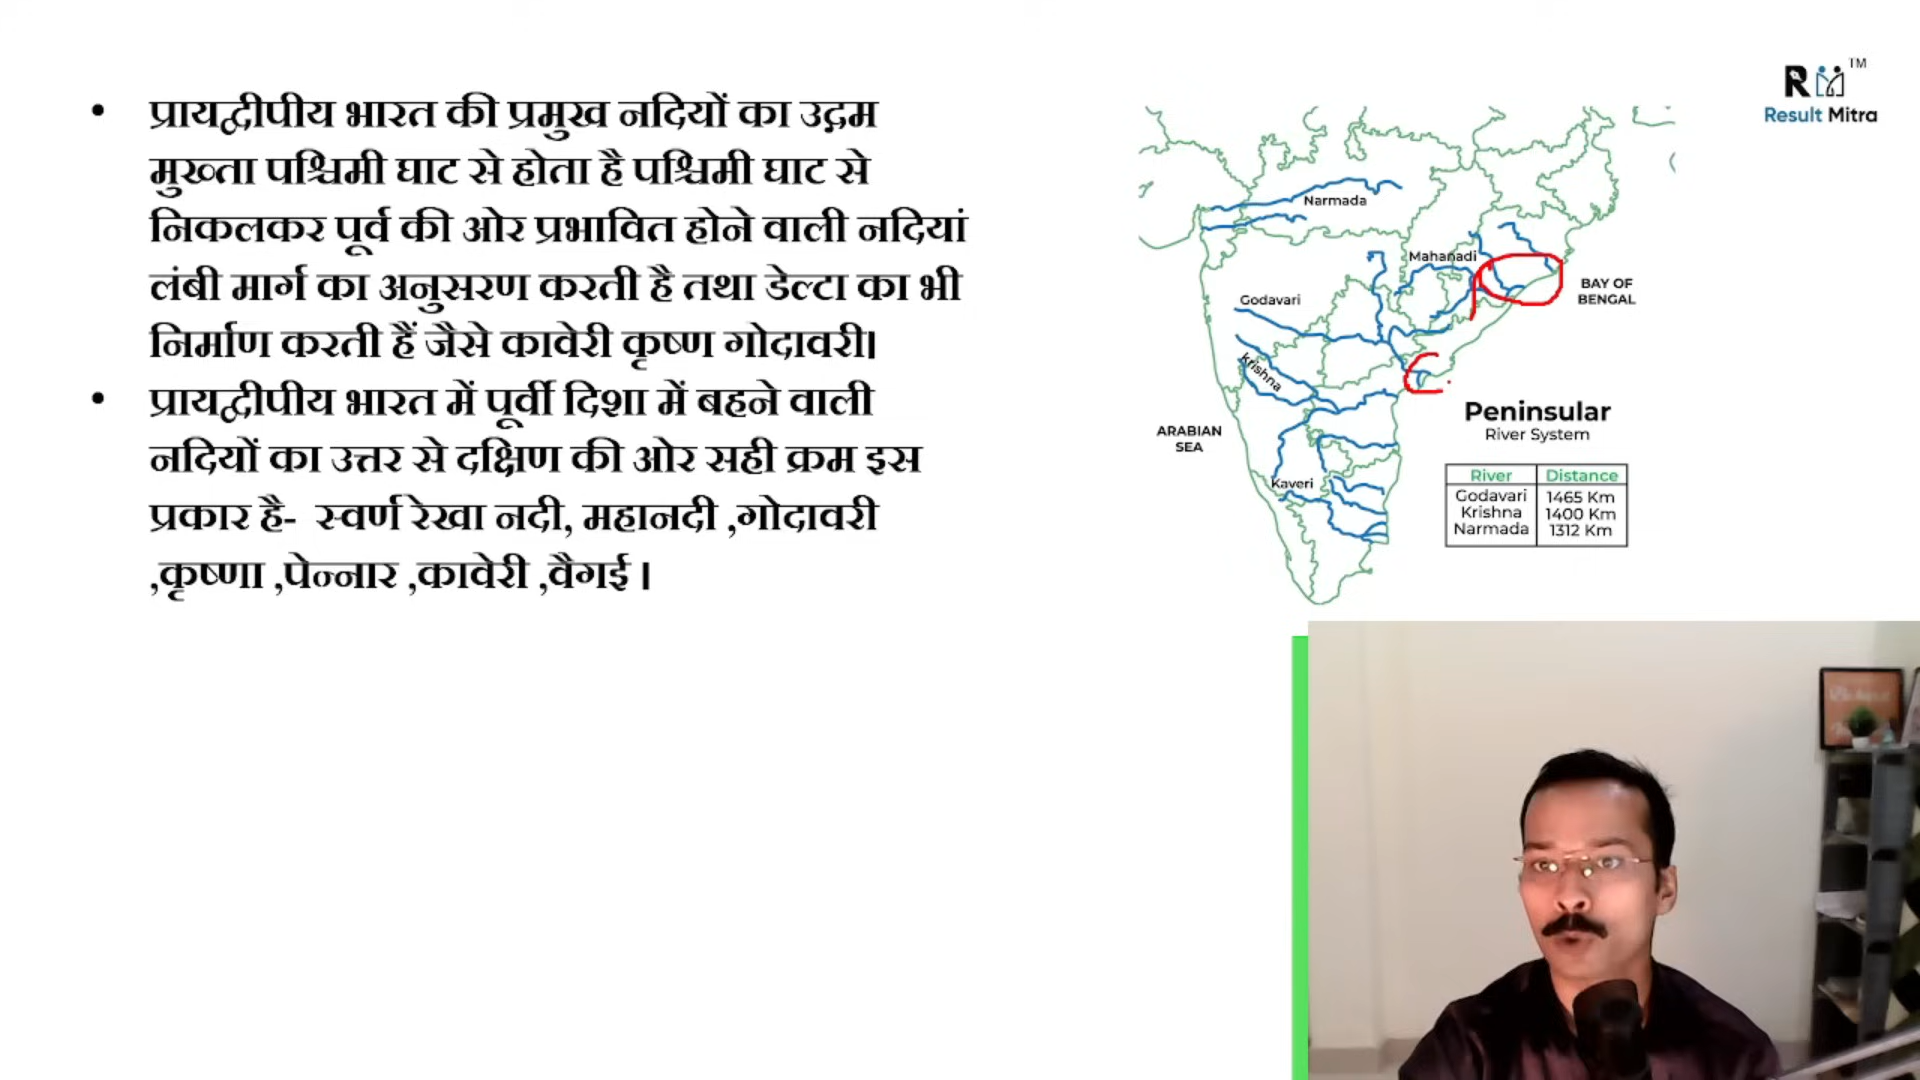 • प्रायद्वीपीय भारत की प्रमुख नदियों का उद्गम
मुख्ता पश्चिमी घाट से होता है पश्चिमी घाट से
निकलकर पूर्व की ओर प्रभावित होने वाली नदियां
लंबी मार्ग का अनुसरण करती है तथा डेल्टा का भी
निर्माण करती हैं जैसे कावेरी कृष्ण गोदावरी।
• प्रायद्वीपीय भारत में पूर्वी दिशा में बहने वाली
नदियों का उत्तर से दक्षिण की ओर सही क्रम इस
प्रकार है- स्वर्ण रेखा नदी, महानदी ,गोदावरी
,कृष्णा ,पेन्नार ,कावेरी ,वैगई ।
RM TM
Result Mitra
Narmada
Mahanadi
BAY OF
BENGAL
Godavari
Krishna
ARABIAN
SEA
Kaveri
Peninsular
River System
River Distance
Godavari 1465 Km
Krishna 1400 Km
Narmada 1312 Km